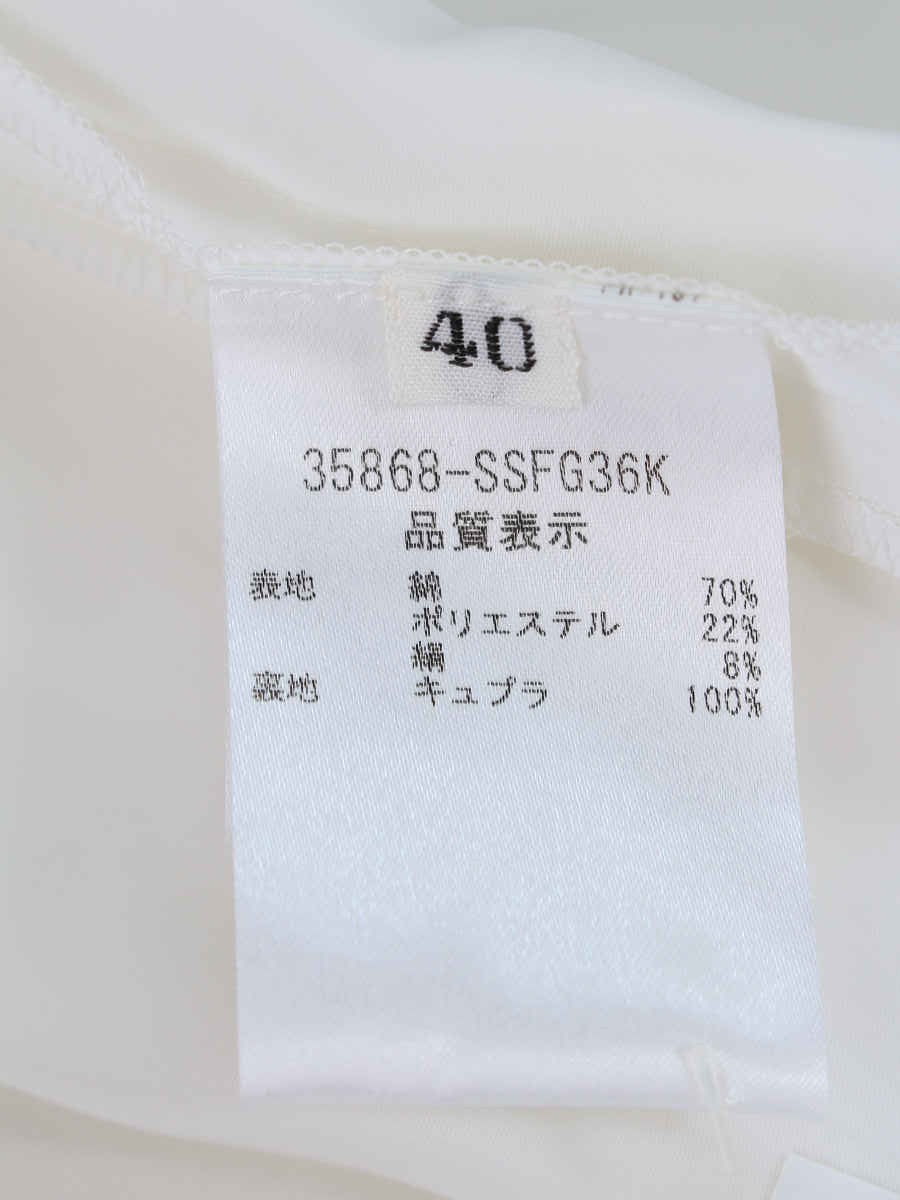 40
35868-SSFG36K
品質表示
表地 綿 70%
ポリエステル 22%
絹 8%
裏地 キュプラ 100%